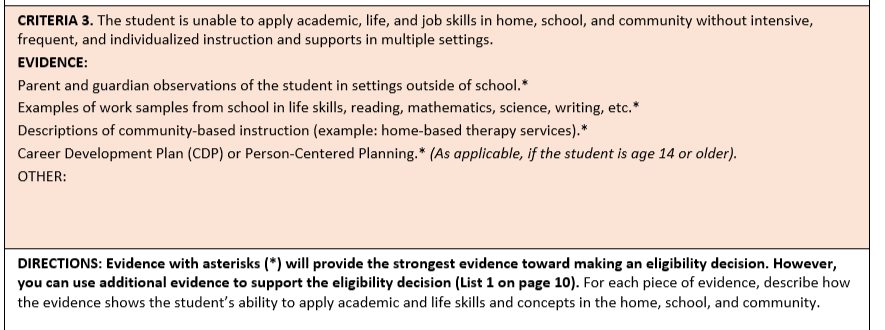 CRITERIA 3. The student is unable to apply academic, life, and job skills in home, school, and community without intensive,
frequent, and individualized instruction and supports in multiple settings.
EVIDENCE:
Parent and guardian observations of the student in settings outside of school.*
Examples of work samples from school in life skills, reading, mathematics, science, writing, etc.*
Descriptions of community-based instruction (example: home-based therapy services).*
Career Development Plan (CDP) or Person-Centered Planning.* (As applicable, if the student is age 14 or older).
OTHER:
DIRECTIONS: Evidence with asterisks (*) will provide the strongest evidence toward making an eligibility decision. However,
you can use additional evidence to support the eligibility decision (List 1 on page 10). For each piece of evidence, describe how
the evidence shows the student's ability to apply academic and life skills and concepts in the home, school, and community.